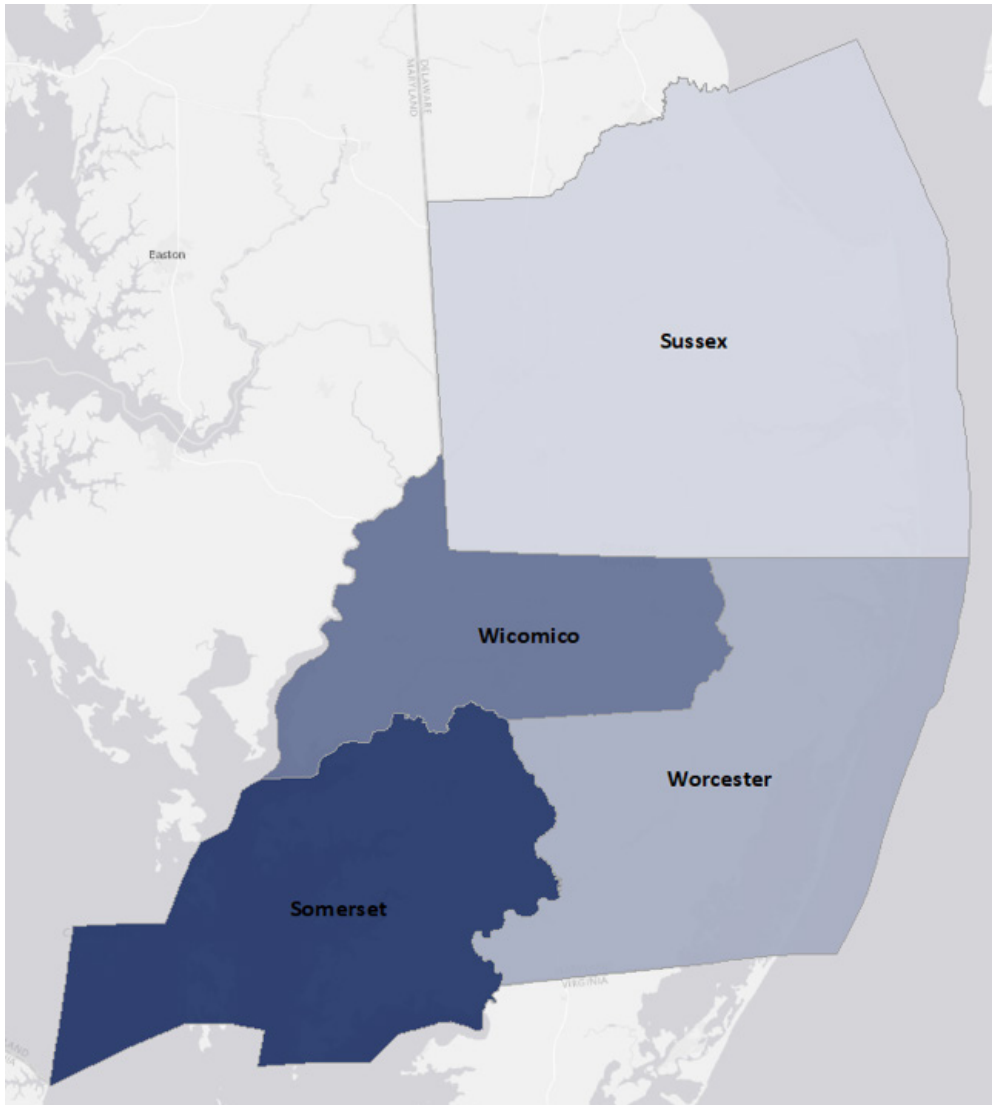 DELAWARE
MARYLAND
Easton
Sussex
Wicomico
Worcester
Somerset
VIRGINIA